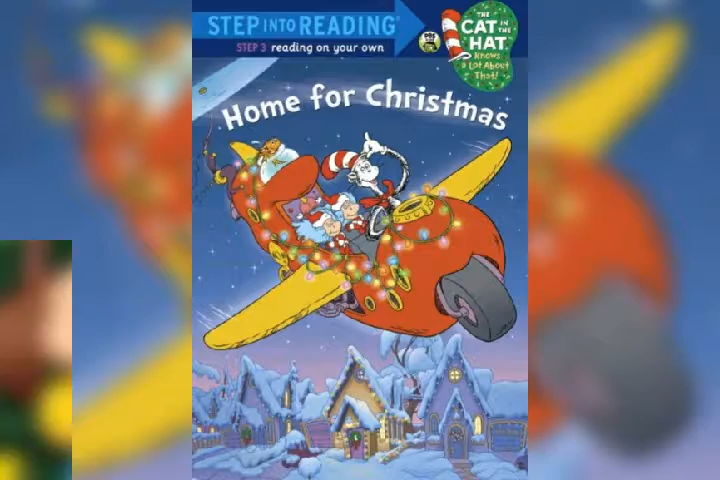 STEP INTO READING®
STEP 3 reading on your own
THE
CAT IN THE
HAT
Knows
a Lot About
That!
Home for Christmas